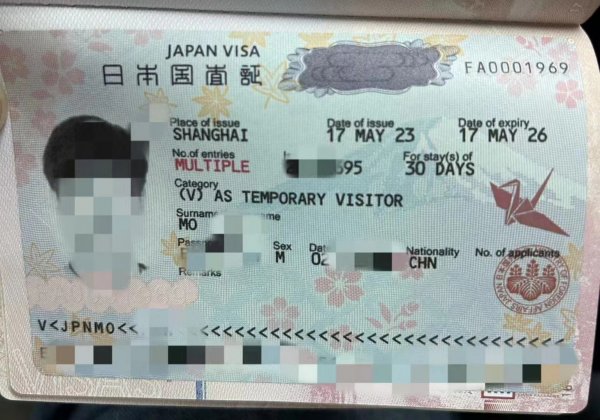 JAPAN VISA
日本国査証
FA0001969
Place of issue Date of issue Date of expiry
SHANGHAI 17 MAY 23 17 MAY 26
No.of entries For stay(s) of
MULTIPLE 595 30 DAYS
Category
(V) AS TEMPORARY VISITOR
Surname
MO
Sex Nationality No. of applicants
M 02 CHN
Remarks
V<JPNMO<< <<<<<<<<<<<<<<<<<<<<<<<<<<<